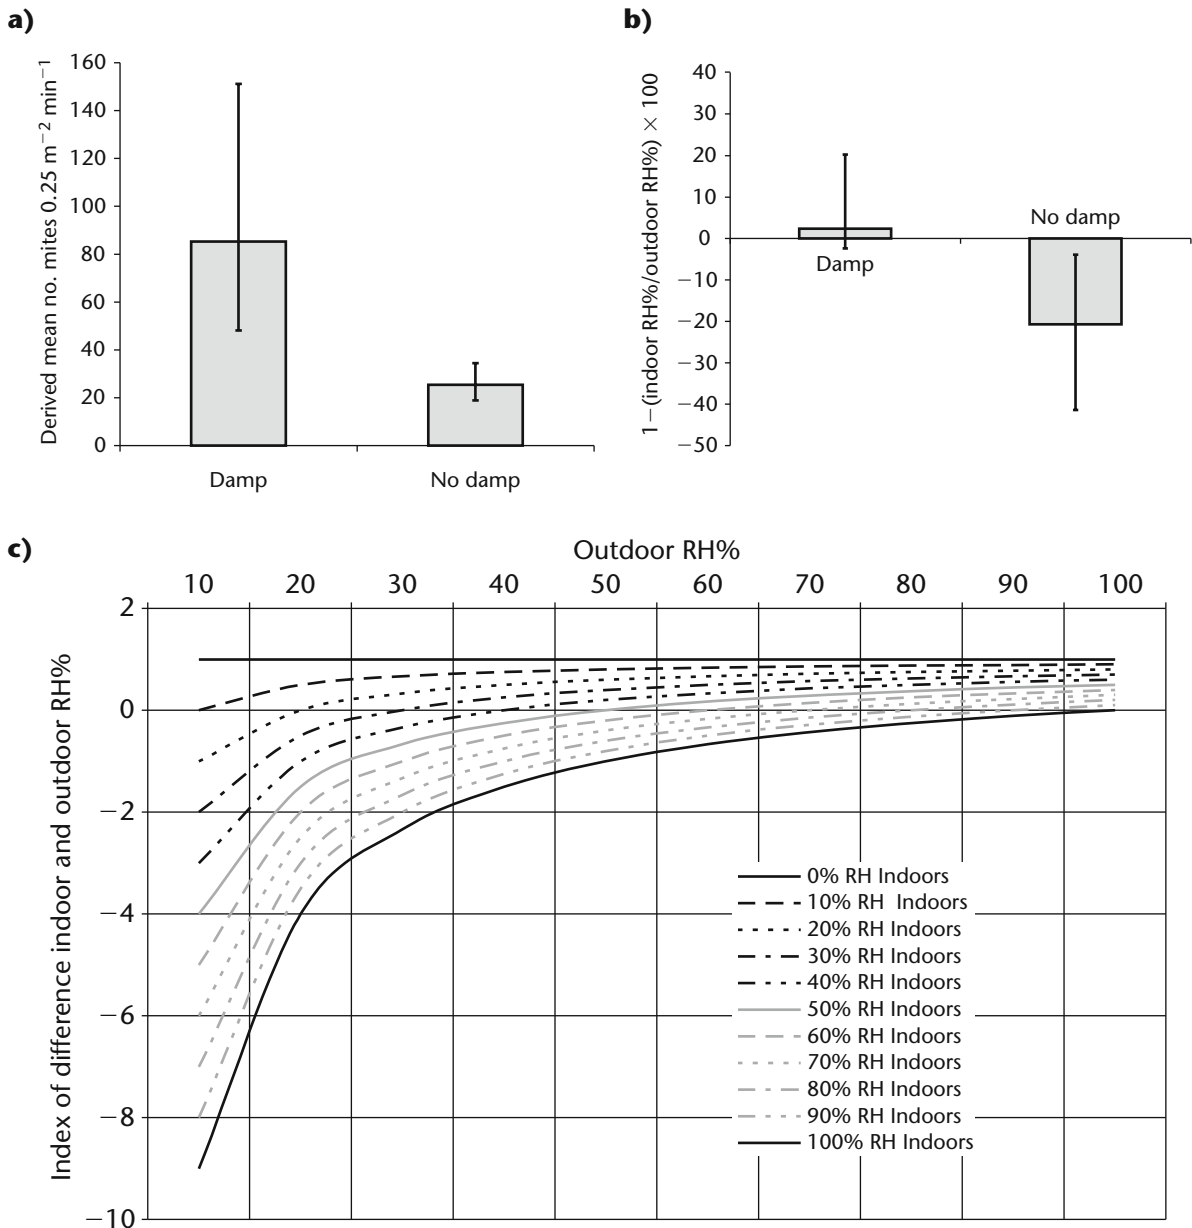 a)
Derived mean no. mites 0.25 m⁻² min⁻¹
160
140
120
100
80
60
40
20
0
Damp
No damp
b)
1−(indoor RH%/outdoor RH%) × 100
40
30
20
10
0
−10
−20
−30
−40
−50
Damp
No damp
c)
Outdoor RH%
10 20 30 40 50 60 70 80 90 100
Index of difference indoor and outdoor RH%
2
0
−2
−4
−6
−8
−10
0% RH Indoors
10% RH Indoors
20% RH Indoors
30% RH Indoors
40% RH Indoors
50% RH Indoors
60% RH Indoors
70% RH Indoors
80% RH Indoors
90% RH Indoors
100% RH Indoors